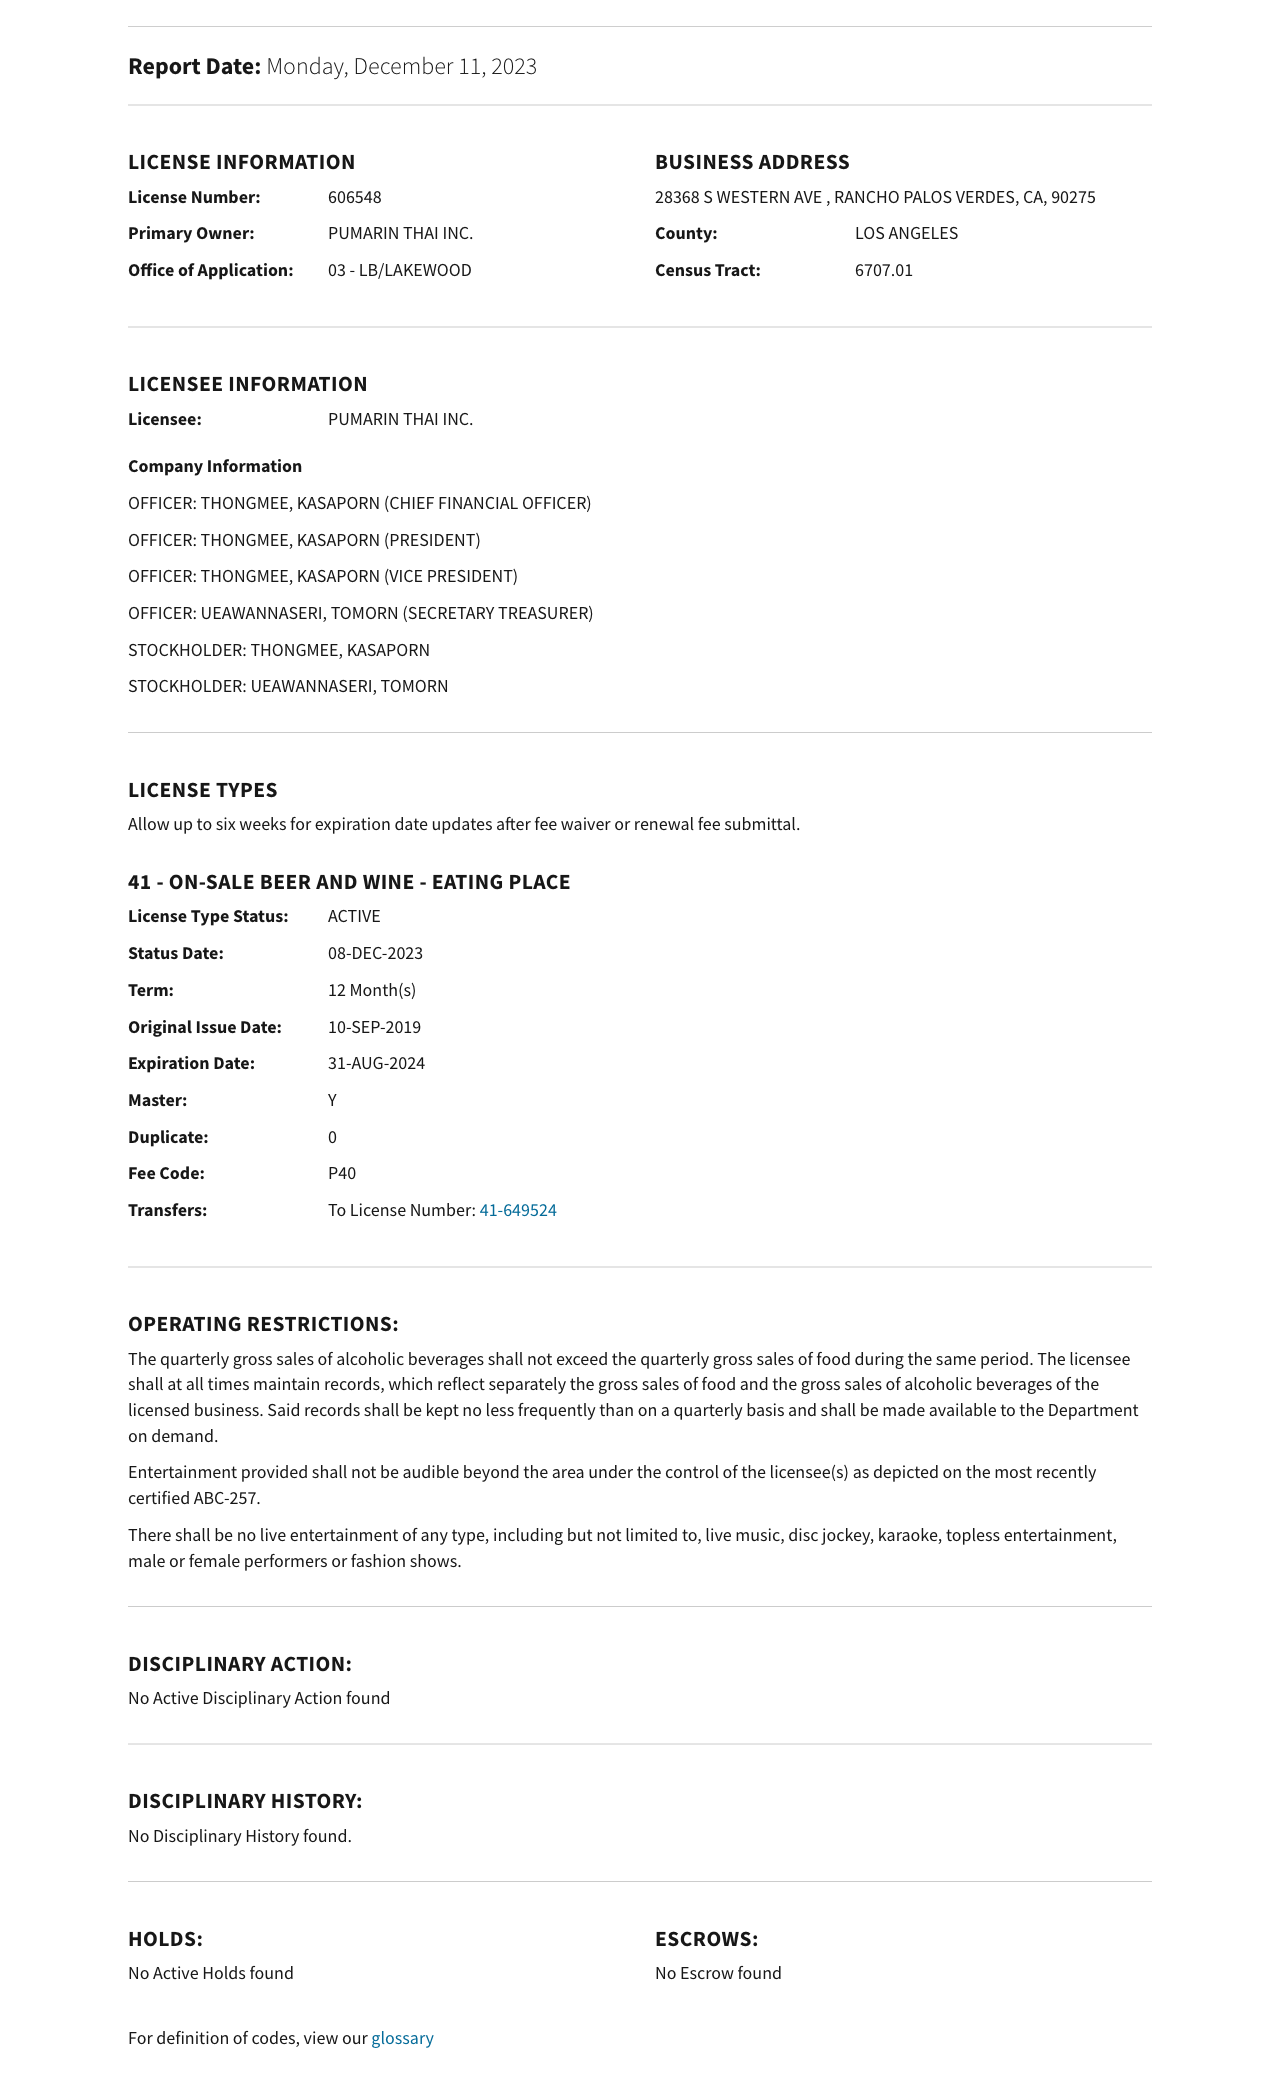 Report Date: Monday, December 11, 2023
LICENSE INFORMATION
License Number: 606548
Primary Owner: PUMARIN THAI INC.
Office of Application: 03 - LB/LAKEWOOD
BUSINESS ADDRESS
28368 S WESTERN AVE , RANCHO PALOS VERDES, CA, 90275
County: LOS ANGELES
Census Tract: 6707.01
LICENSEE INFORMATION
Licensee: PUMARIN THAI INC.
Company Information
OFFICER: THONGMEE, KASAPORN (CHIEF FINANCIAL OFFICER)
OFFICER: THONGMEE, KASAPORN (PRESIDENT)
OFFICER: THONGMEE, KASAPORN (VICE PRESIDENT)
OFFICER: UEAWANNASERI, TOMORN (SECRETARY TREASURER)
STOCKHOLDER: THONGMEE, KASAPORN
STOCKHOLDER: UEAWANNASERI, TOMORN
LICENSE TYPES
Allow up to six weeks for expiration date updates after fee waiver or renewal fee submittal.
41 - ON-SALE BEER AND WINE - EATING PLACE
License Type Status: ACTIVE
Status Date: 08-DEC-2023
Term: 12 Month(s)
Original Issue Date: 10-SEP-2019
Expiration Date: 31-AUG-2024
Master: Y
Duplicate: 0
Fee Code: P40
Transfers: To License Number: 41-649524
OPERATING RESTRICTIONS:
The quarterly gross sales of alcoholic beverages shall not exceed the quarterly gross sales of food during the same period. The licensee
shall at all times maintain records, which reflect separately the gross sales of food and the gross sales of alcoholic beverages of the
licensed business. Said records shall be kept no less frequently than on a quarterly basis and shall be made available to the Department
on demand.
Entertainment provided shall not be audible beyond the area under the control of the licensee(s) as depicted on the most recently
certified ABC-257.
There shall be no live entertainment of any type, including but not limited to, live music, disc jockey, karaoke, topless entertainment,
male or female performers or fashion shows.
DISCIPLINARY ACTION:
No Active Disciplinary Action found
DISCIPLINARY HISTORY:
No Disciplinary History found.
HOLDS:
No Active Holds found
ESCROWS:
No Escrow found
For definition of codes, view our glossary